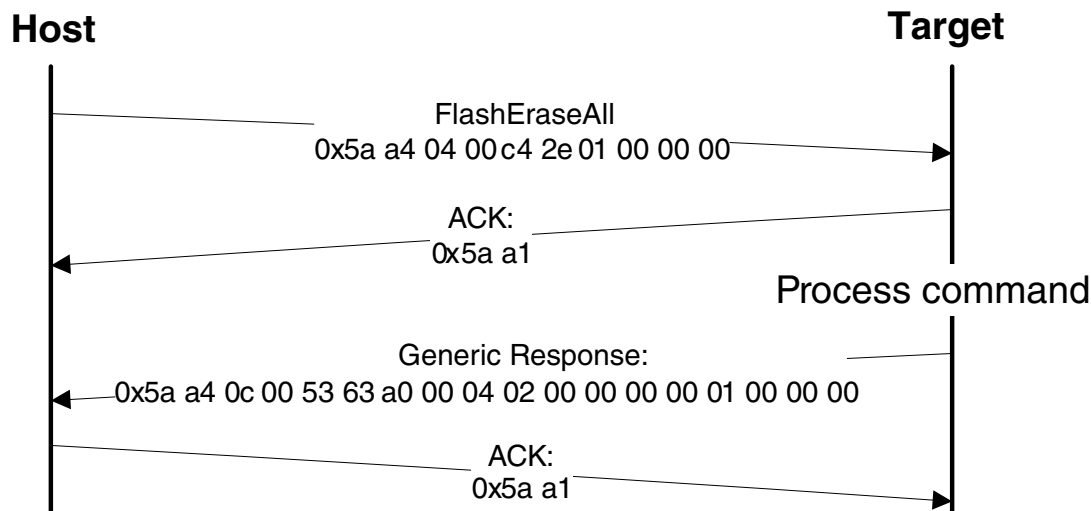 Host
Target
FlashEraseAll
0x5a a4 04 00 c4 2e 01 00 00 00
ACK:
0x5a a1
Process command
Generic Response:
0x5a a4 0c 00 53 63 a0 00 04 02 00 00 00 00 01 00 00 00
ACK:
0x5a a1